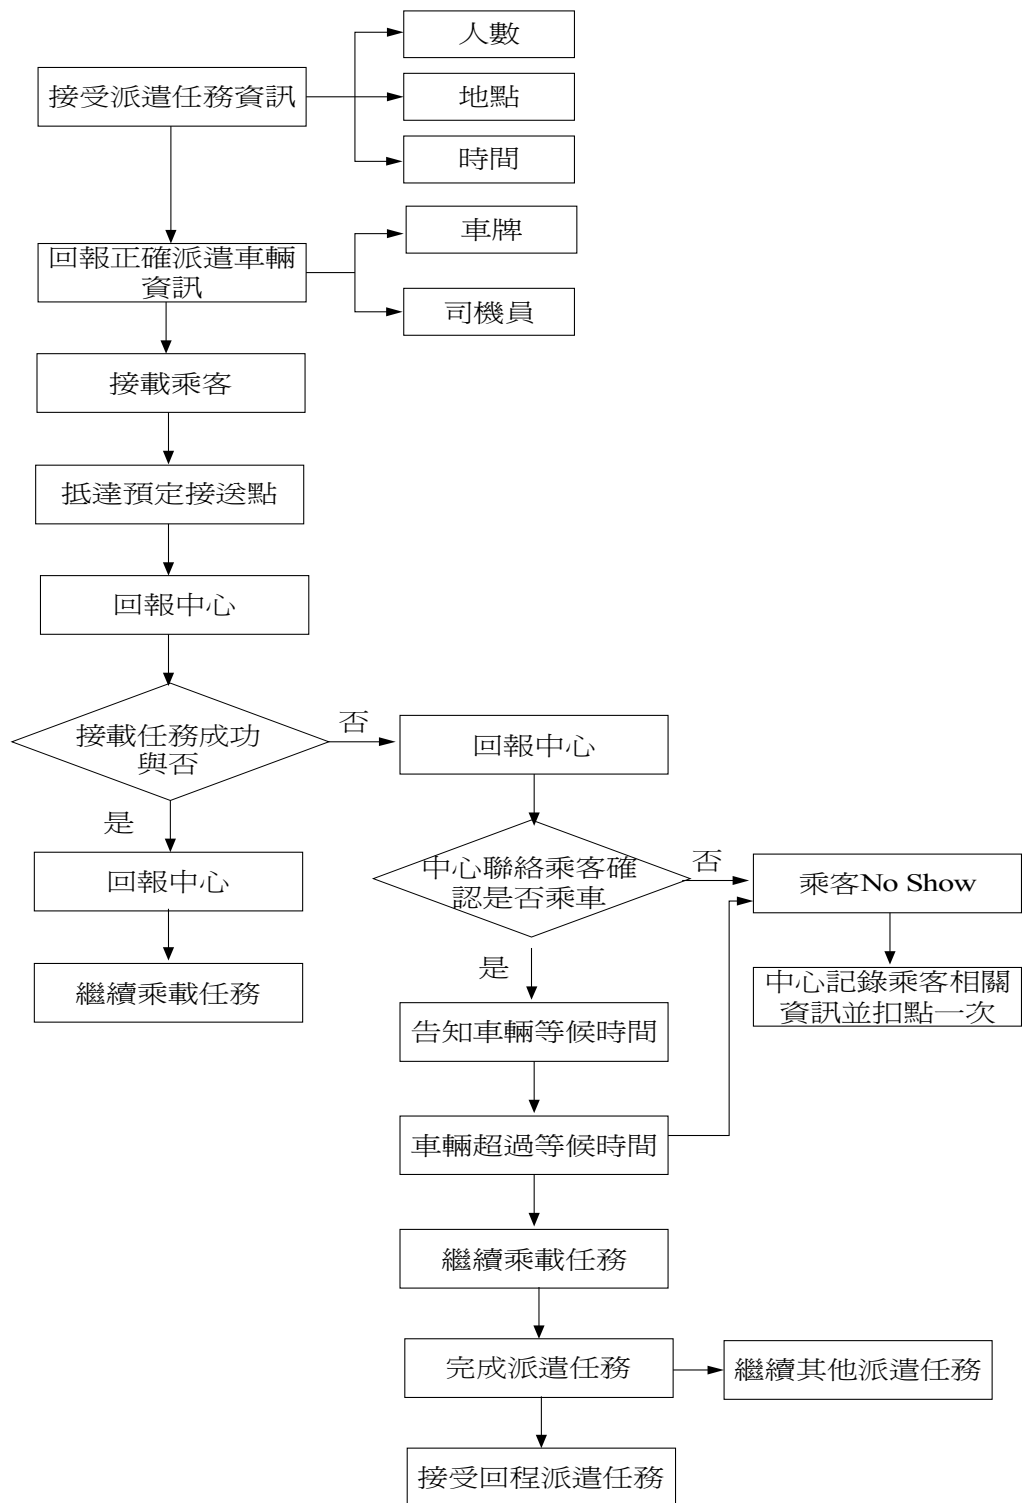 人數
接受派遣任務資訊
地點
時間
車牌
回報正確派遣車輛
資訊
司機員
接載乘客
抵達預定接送點
回報中心
接載任務成功
與否
否
回報中心
是
回報中心
繼續乘載任務
中心聯絡乘客確
認是否乘車
否
乘客No Show
中心記錄乘客相關
資訊並扣點一次
是
告知車輛等候時間
車輛超過等候時間
繼續乘載任務
完成派遣任務
繼續其他派遣任務
接受回程派遣任務